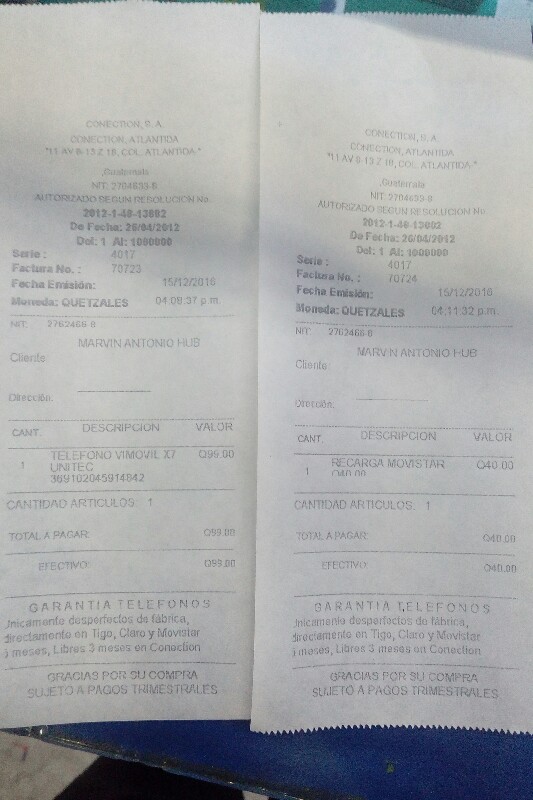 CONECTION, S. A
CONECTION, ATLANTIDA
"11 AV 8-13 Z 18, COL. ATLANTIDA "
,Guatemala
NIT: 2704633-8
AUTORIZADO SEGUN RESOLUCION No.
2012-1-48-13002
De Fecha: 26/04/2012
Del: 1 Al: 1000000
Serie : 4017
Factura No. : 70723
Fecha Emisión: 15/12/2016
Moneda: QUETZALES 04:08:37 p.m.
NIT: 2762466-8
MARVIN ANTONIO HUB
Cliente
Dirección:
CANT. DESCRIPCION VALOR
1 TELEFONO VIMOVIL X7 Q99.00
UNITEC
369102045914842
CANTIDAD ARTICULOS: 1
TOTAL A PAGAR: Q99.00
EFECTIVO: Q99.00
GARANTIA TELEFONOS
Unicamente desperfectos de fábrica,
directamente en Tigo, Claro y Movistar
meses, Libres 3 meses en Conection
GRACIAS POR SU COMPRA
SUJETO A PAGOS TRIMESTRALES
CONECTION, S. A
CONECTION, ATLANTIDA
"11 AV 8-13 Z 18, COL. ATLANTIDA "
,Guatemala
NIT: 2704633-8
AUTORIZADO SEGUN RESOLUCION No.
2012-1-48-13002
De Fecha: 26/04/2012
Del: 1 Al: 1000000
Serie : 4017
Factura No. : 70724
Fecha Emisión: 15/12/2016
Moneda: QUETZALES 04:11:32 p.m.
NIT: 2762466-8
MARVIN ANTONIO HUB
Cliente
Dirección:
CANT. DESCRIPCION VALOR
1 RECARGA MOVISTAR Q40.00
Q40.00
CANTIDAD ARTICULOS: 1
TOTAL A PAGAR: Q40.00
EFECTIVO: Q40.00
GARANTIA TELEFONOS
Unicamente desperfectos de fábrica,
directamente en Tigo, Claro y Movistar
meses, Libres 3 meses en Conection
GRACIAS POR SU COMPRA
SUJETO A PAGOS TRIMESTRALES